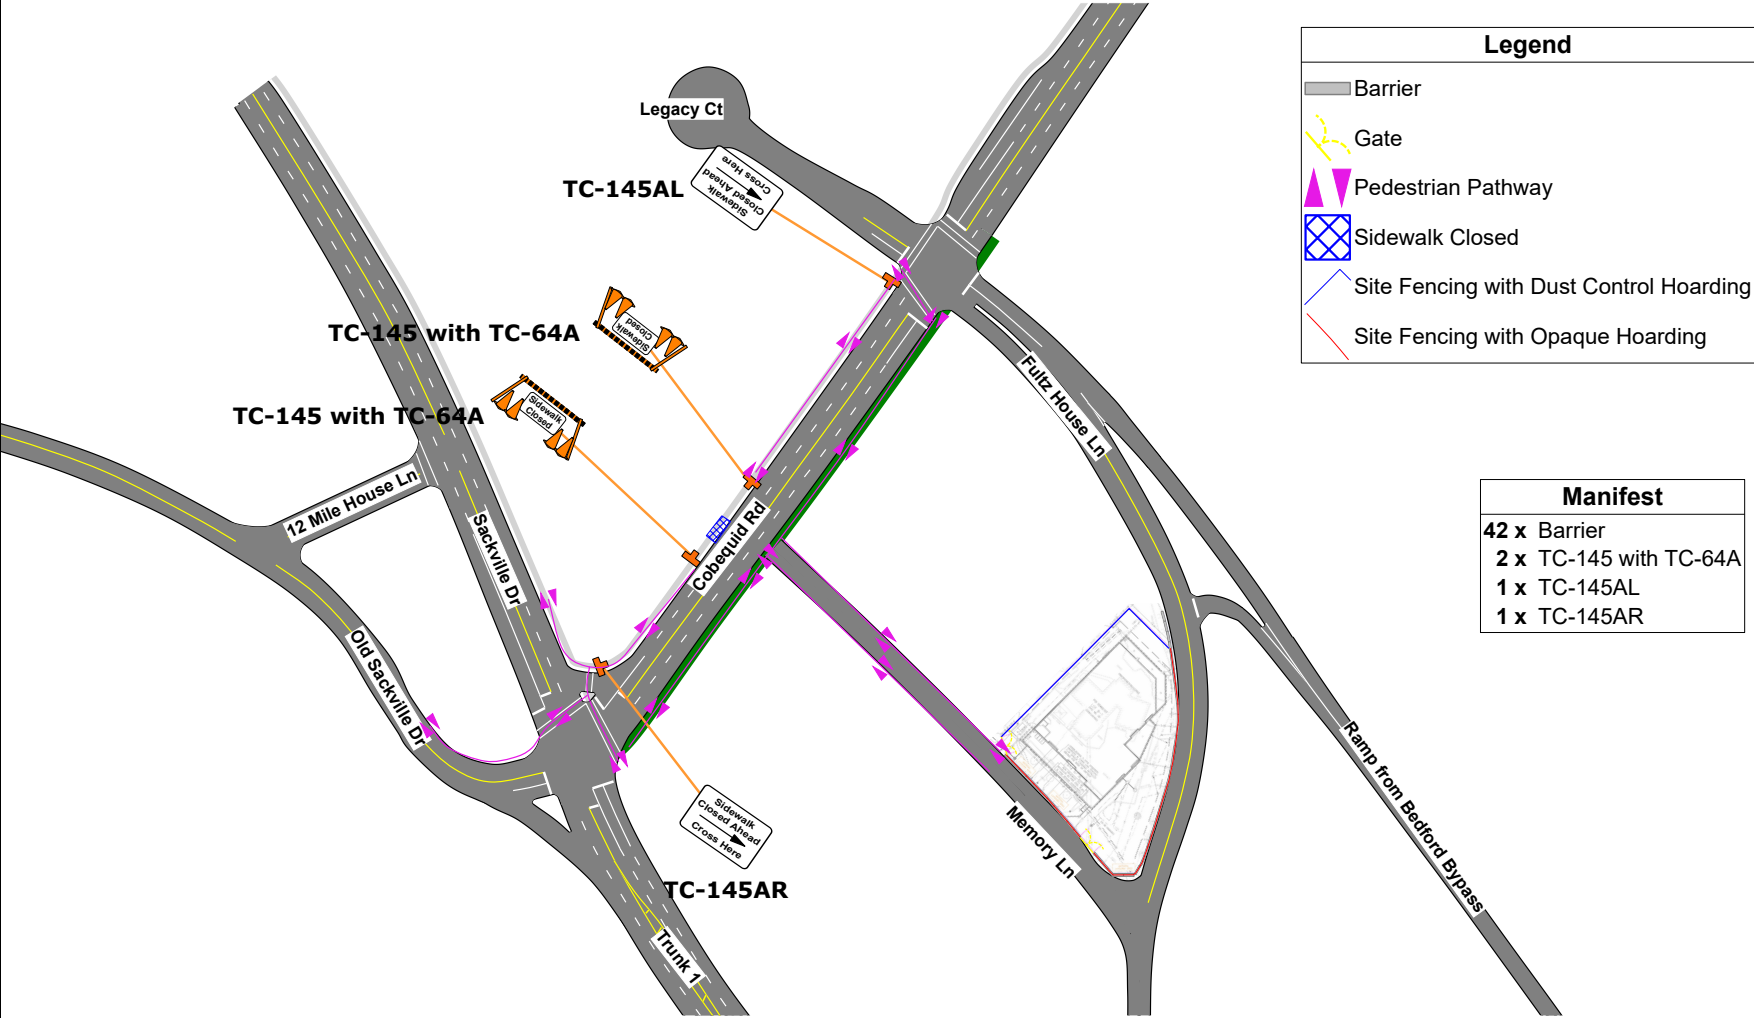 Legend
Barrier
Gate
Pedestrian Pathway
Sidewalk Closed
Site Fencing with Dust Control Hoarding
Site Fencing with Opaque Hoarding
Manifest
42 x Barrier
2 x TC-145 with TC-64A
1 x TC-145AL
1 x TC-145AR
Legacy Ct
TC-145AL
Sidewalk
Closed Ahead
Cross Here
TC-145 with TC-64A
Sidewalk
Closed
TC-145 with TC-64A
Sidewalk
Closed
12 Mile House Ln
Sackville Dr
Old Sackville Dr
Cobequid Rd
Fultz House Ln
Memory Ln
Ramp from Bedford Bypass
Sidewalk
Closed Ahead
Cross Here
TC-145AR
Trunk 1